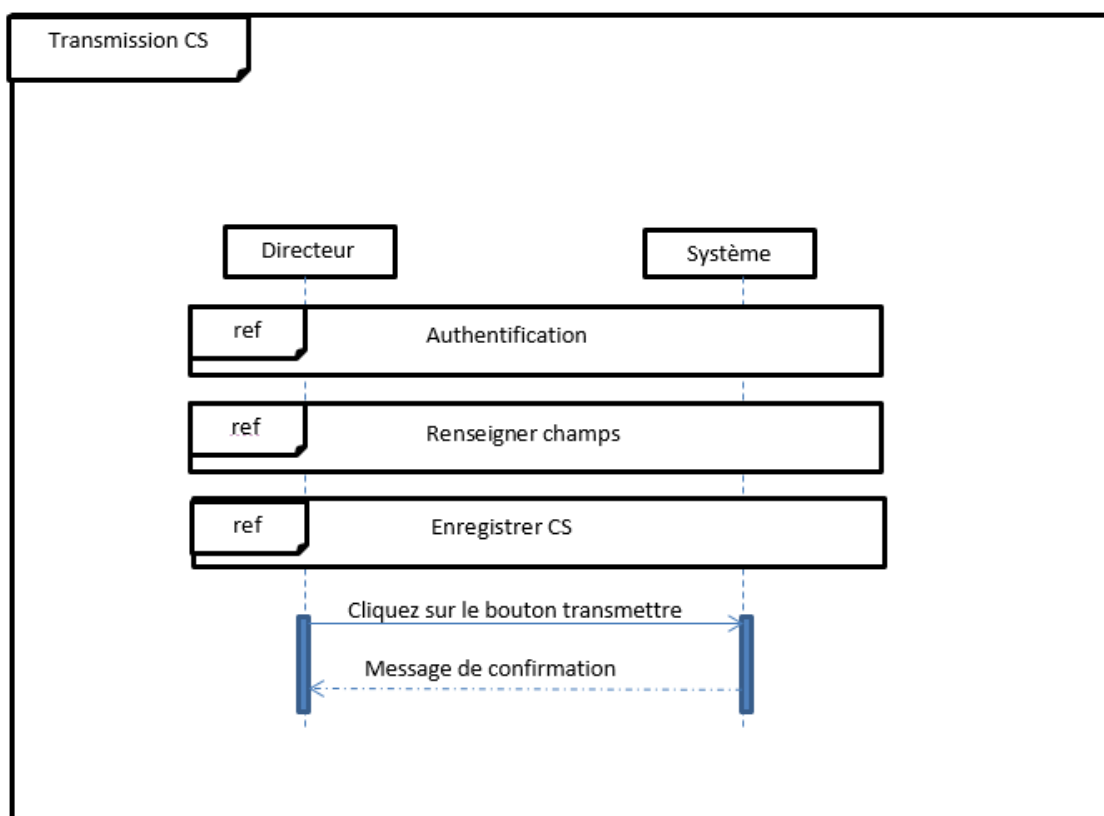 Transmission CS
Directeur
Système
ref
Authentification
ref
Renseigner champs
ref
Enregistrer CS
Cliquez sur le bouton transmettre
Message de confirmation